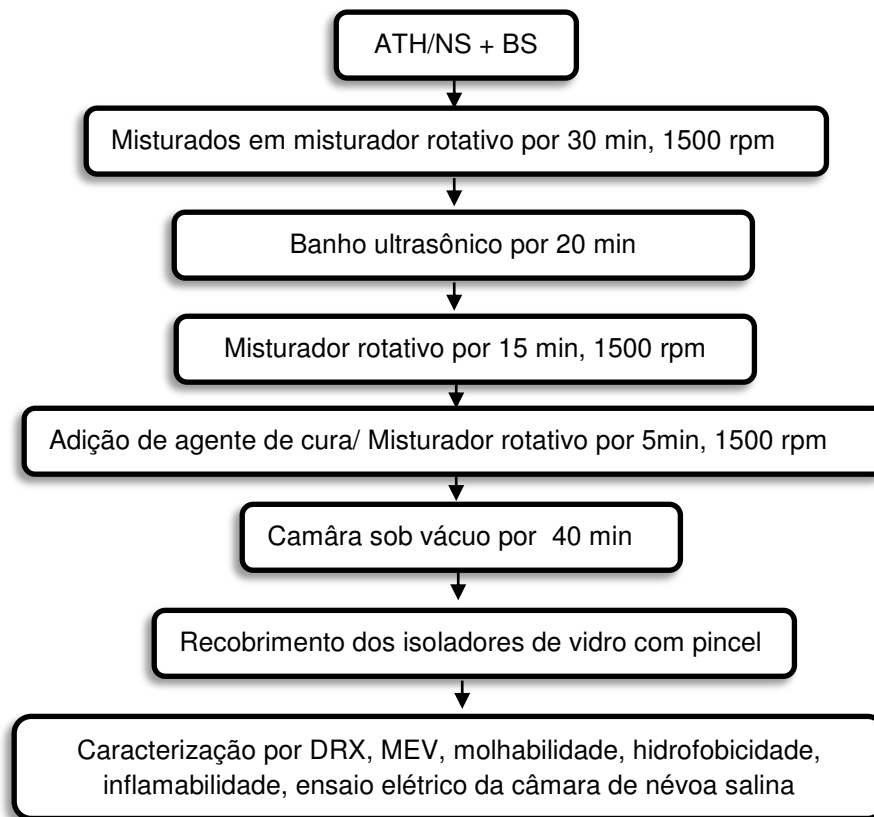 ATH/NS + BS
Misturados em misturador rotativo por 30 min, 1500 rpm
Banho ultrasônico por 20 min
Misturador rotativo por 15 min, 1500 rpm
Adição de agente de cura/ Misturador rotativo por 5min, 1500 rpm
Camâra sob vácuo por 40 min
Recobrimento dos isoladores de vidro com pincel
Caracterização por DRX, MEV, molhabilidade, hidrofobicidade,
inflamabilidade, ensaio elétrico da câmara de névoa salina